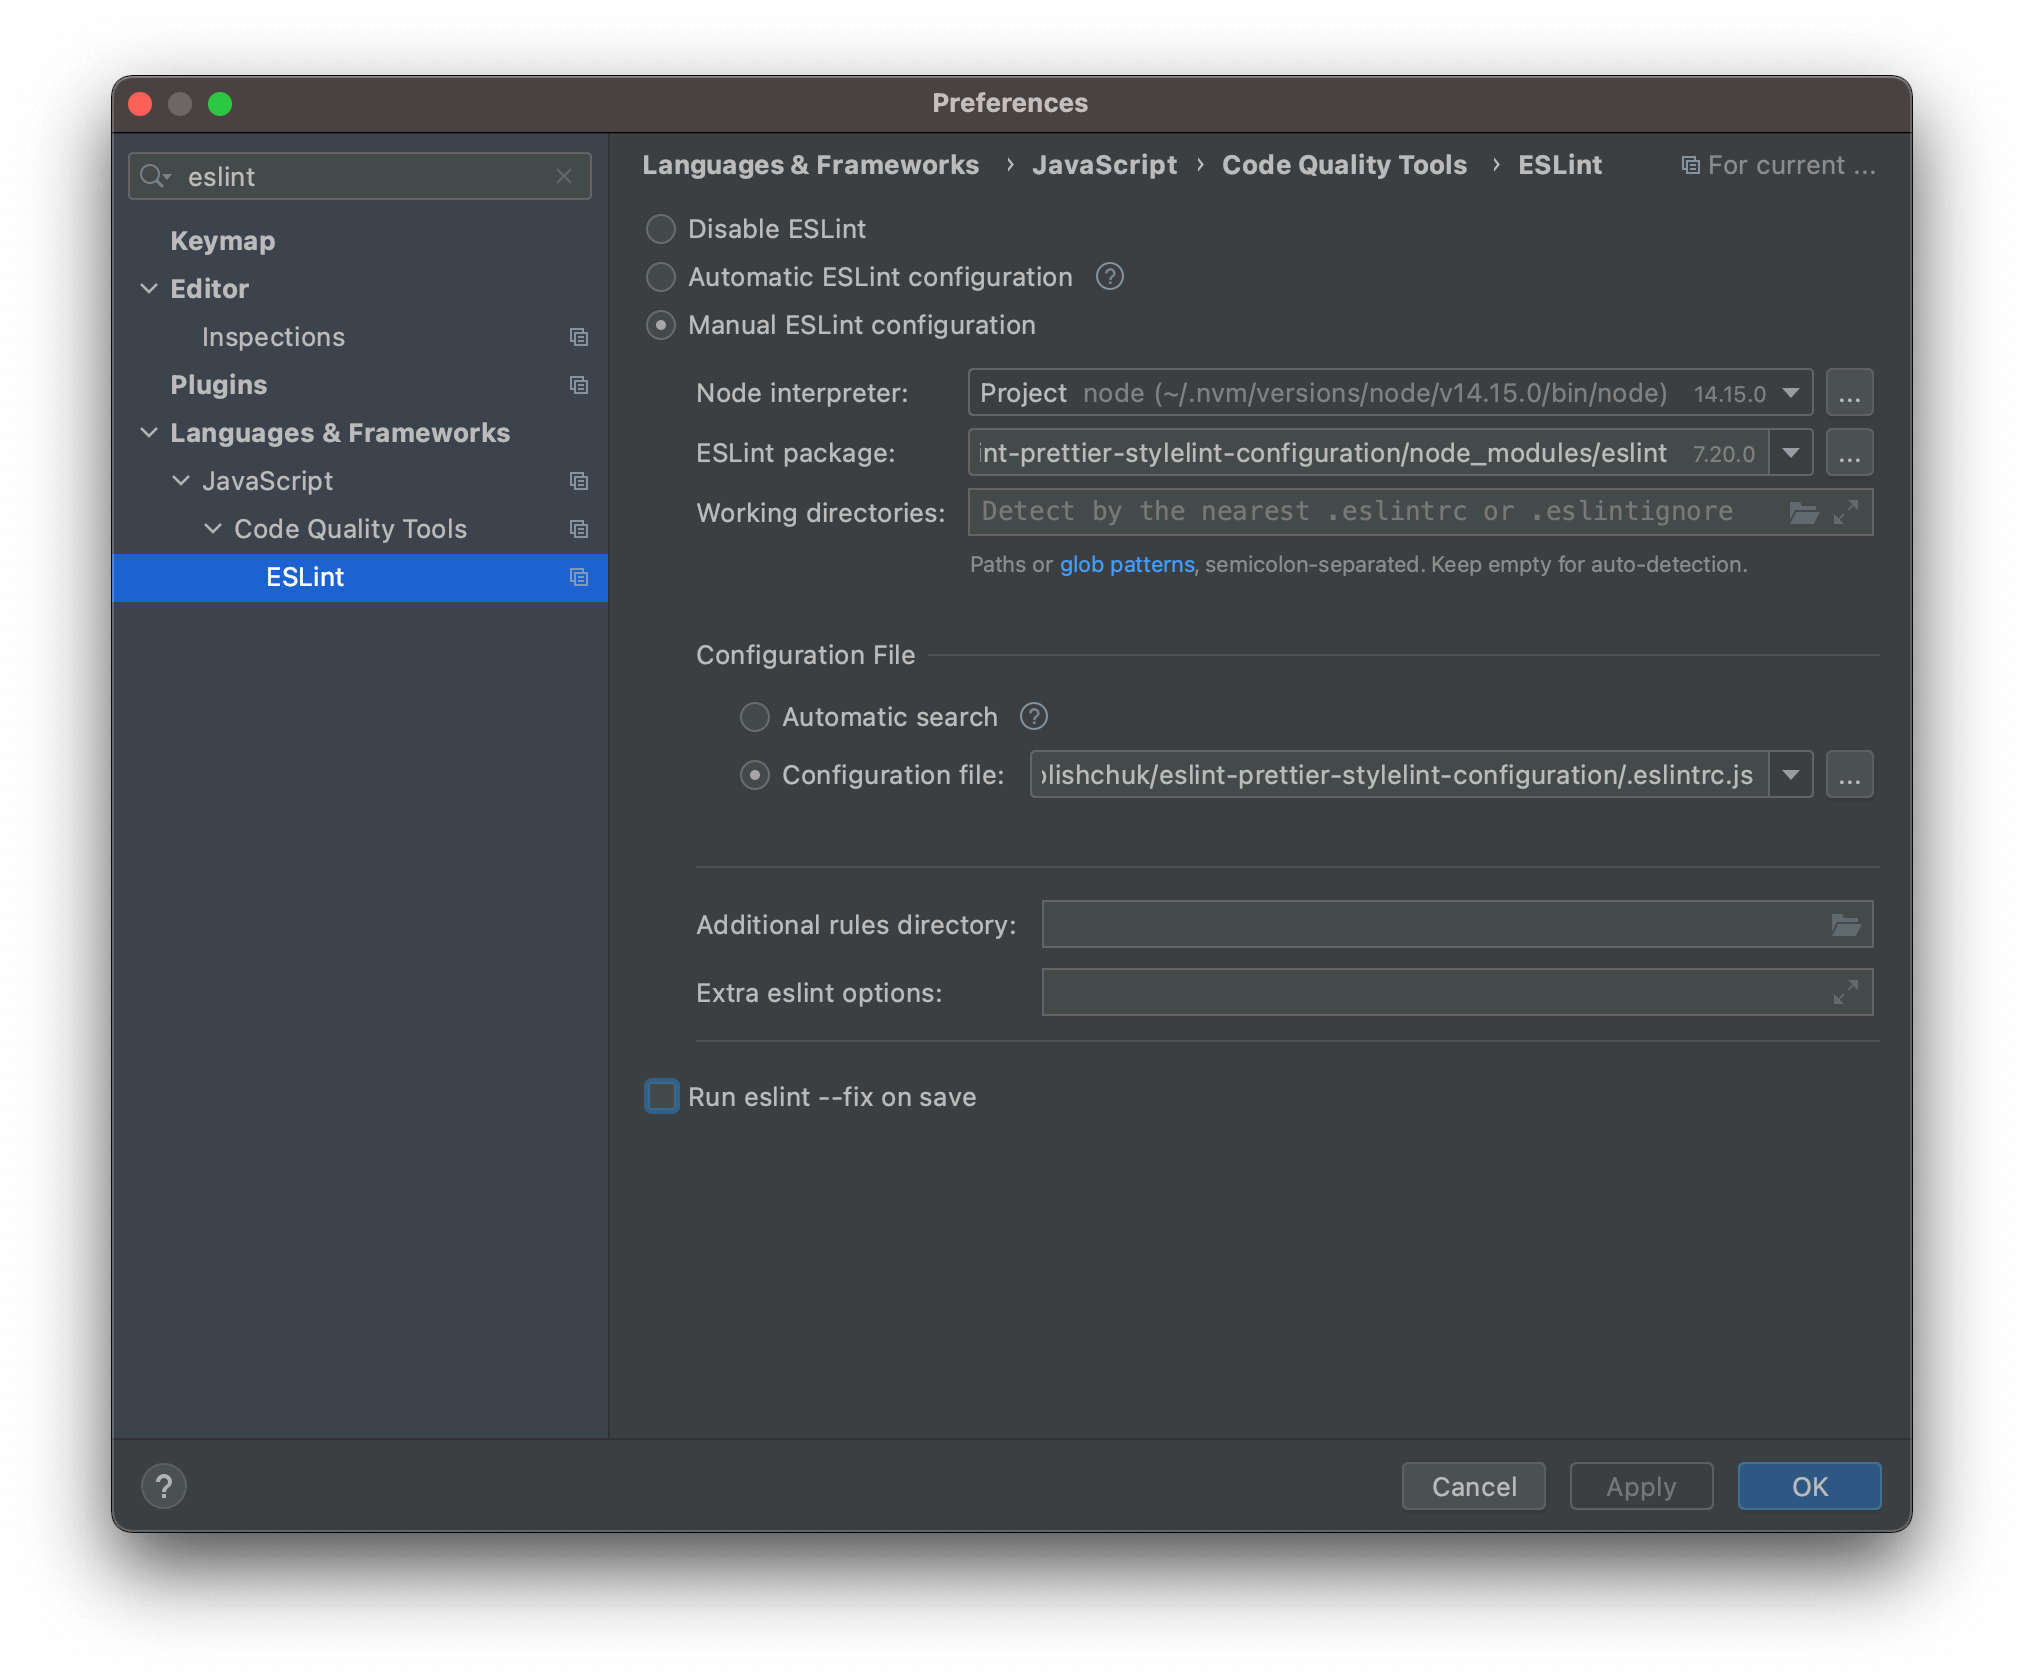 Preferences
eslint
Keymap
Editor
Inspections
Plugins
Languages & Frameworks
JavaScript
Code Quality Tools
ESLint
Languages & Frameworks › JavaScript › Code Quality Tools › ESLint For current ...
Disable ESLint
Automatic ESLint configuration ?
Manual ESLint configuration
Node interpreter: Project node (~/.nvm/versions/node/v14.15.0/bin/node) 14.15.0 ...
ESLint package: int-prettier-stylelint-configuration/node_modules/eslint 7.20.0 ...
Working directories: Detect by the nearest .eslintrc or .eslintignore
Paths or glob patterns, semicolon-separated. Keep empty for auto-detection.
Configuration File
Automatic search ?
Configuration file: olishchuk/eslint-prettier-stylelint-configuration/.eslintrc.js ...
Additional rules directory:
Extra eslint options:
Run eslint --fix on save
? Cancel Apply OK